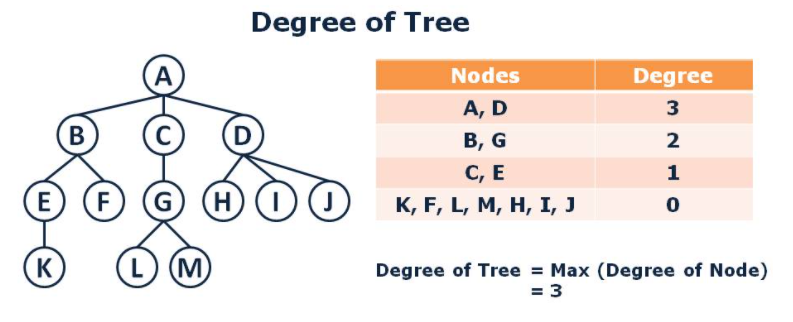 Degree of Tree
A
B C D
E F G H I J
K L M
Nodes Degree
A, D 3
B, G 2
C, E 1
K, F, L, M, H, I, J 0
Degree of Tree = Max (Degree of Node)
= 3